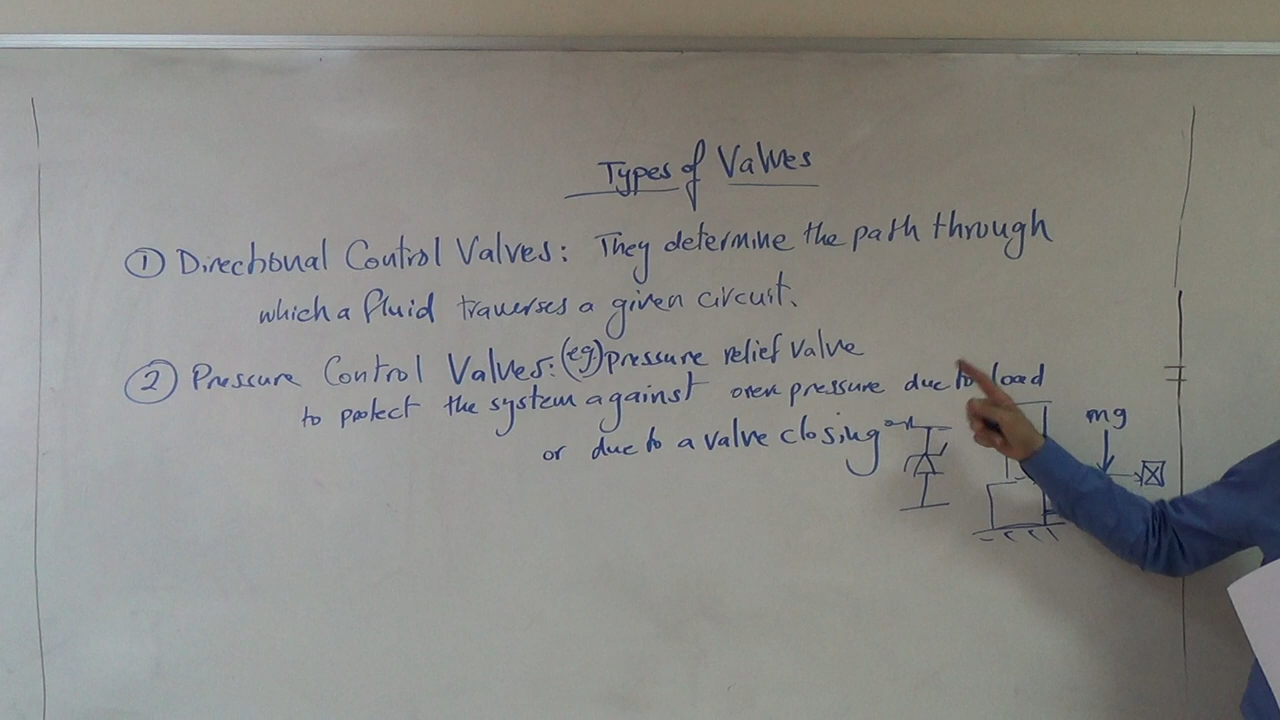 Types of Valves
① Directional Control Valves: They determine the path through
which a fluid traverses a given circuit.
② Pressure Control Valves: (eg) pressure relief valve
to protect the system against over pressure due to load
or due to a valve closing
mg